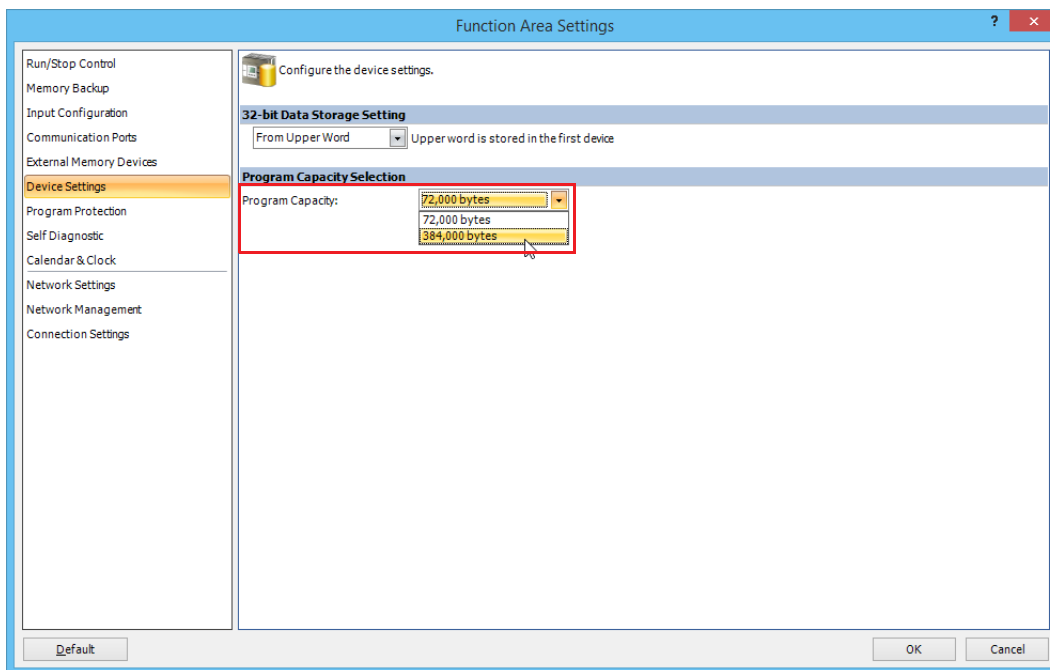 Function Area Settings
?
Run/Stop Control
Memory Backup
Input Configuration
Communication Ports
External Memory Devices
Device Settings
Program Protection
Self Diagnostic
Calendar & Clock
Network Settings
Network Management
Connection Settings
Configure the device settings.
32-bit Data Storage Setting
From Upper Word Upper word is stored in the first device
Program Capacity Selection
Program Capacity: 72,000 bytes
72,000 bytes
384,000 bytes
Default
OK Cancel